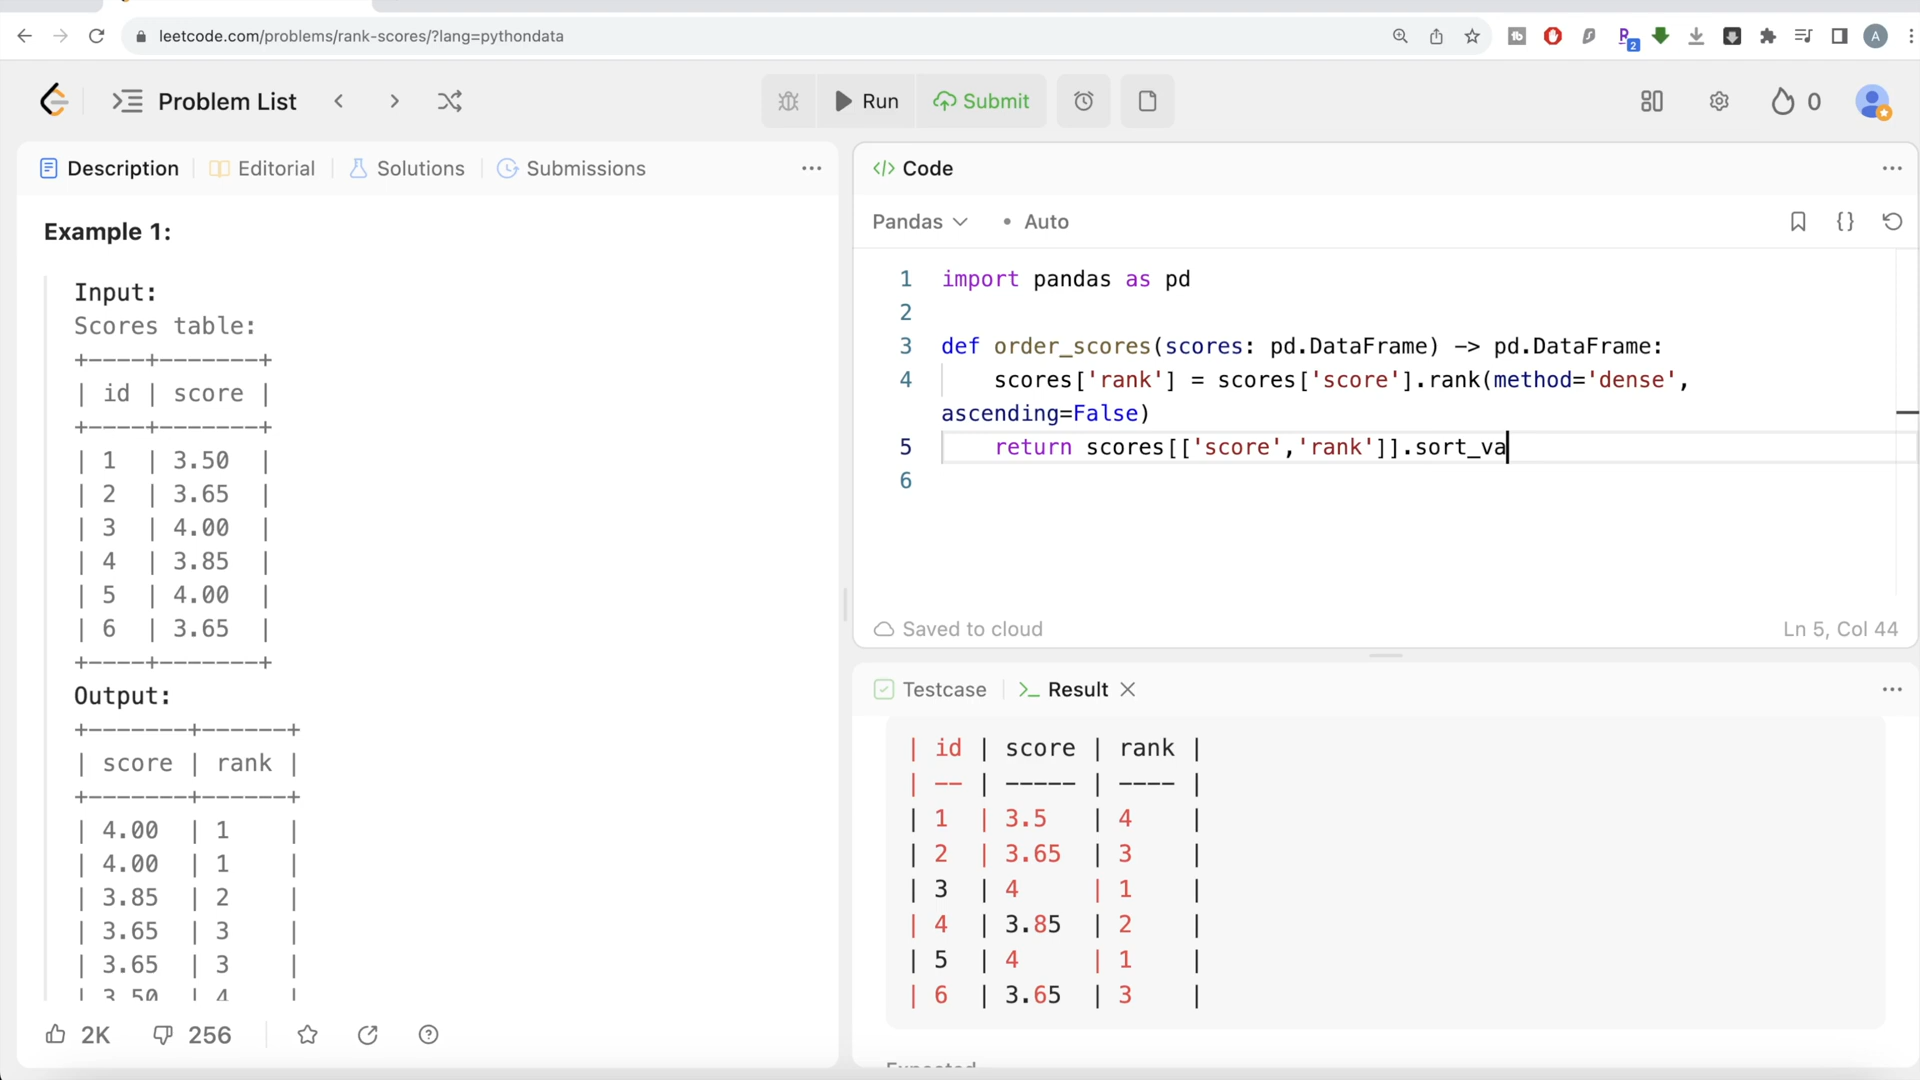 leetcode.com/problems/rank-scores/?lang=pythondata
2
A
Problem List
Run
Submit
0
Description
Editorial
Solutions
Submissions
Example 1:
Input:
Scores table:
+----+-------+
| id | score |
+----+-------+
| 1 | 3.50 |
| 2 | 3.65 |
| 3 | 4.00 |
| 4 | 3.85 |
| 5 | 4.00 |
| 6 | 3.65 |
+----+-------+
Output:
+-------+------+
| score | rank |
+-------+------+
| 4.00 | 1 |
| 4.00 | 1 |
| 3.85 | 2 |
| 3.65 | 3 |
| 3.65 | 3 |
| 3.50 | 4 |
2K
256
</> Code
Pandas • Auto
{}
1 import pandas as pd
2
3 def order_scores(scores: pd.DataFrame) -> pd.DataFrame:
4 scores['rank'] = scores['score'].rank(method='dense',
ascending=False)
5 return scores[['score','rank']].sort_va
6
Saved to cloud
Ln 5, Col 44
Testcase
>_ Result
| id | score | rank |
| -- | ----- | ---- |
| 1 | 3.5 | 4 |
| 2 | 3.65 | 3 |
| 3 | 4 | 1 |
| 4 | 3.85 | 2 |
| 5 | 4 | 1 |
| 6 | 3.65 | 3 |
Expected